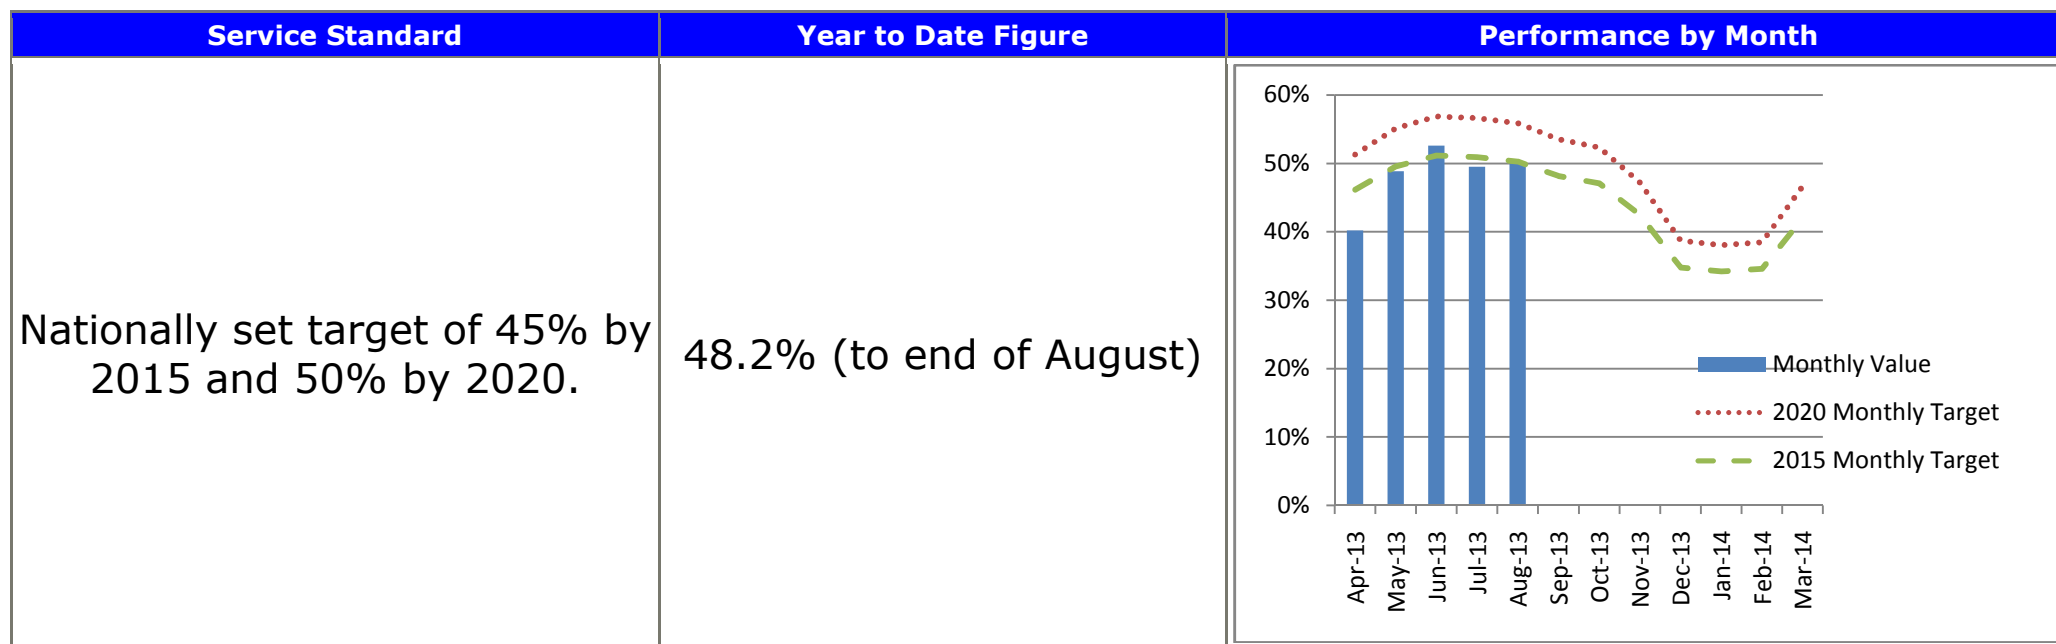 Service Standard
Year to Date Figure
Performance by Month
Nationally set target of 45% by
2015 and 50% by 2020.
48.2% (to end of August)
60%
50%
40%
30%
20%
10%
0%
Monthly Value
2020 Monthly Target
2015 Monthly Target
Apr-13
May-13
Jun-13
Jul-13
Aug-13
Sep-13
Oct-13
Nov-13
Dec-13
Jan-14
Feb-14
Mar-14